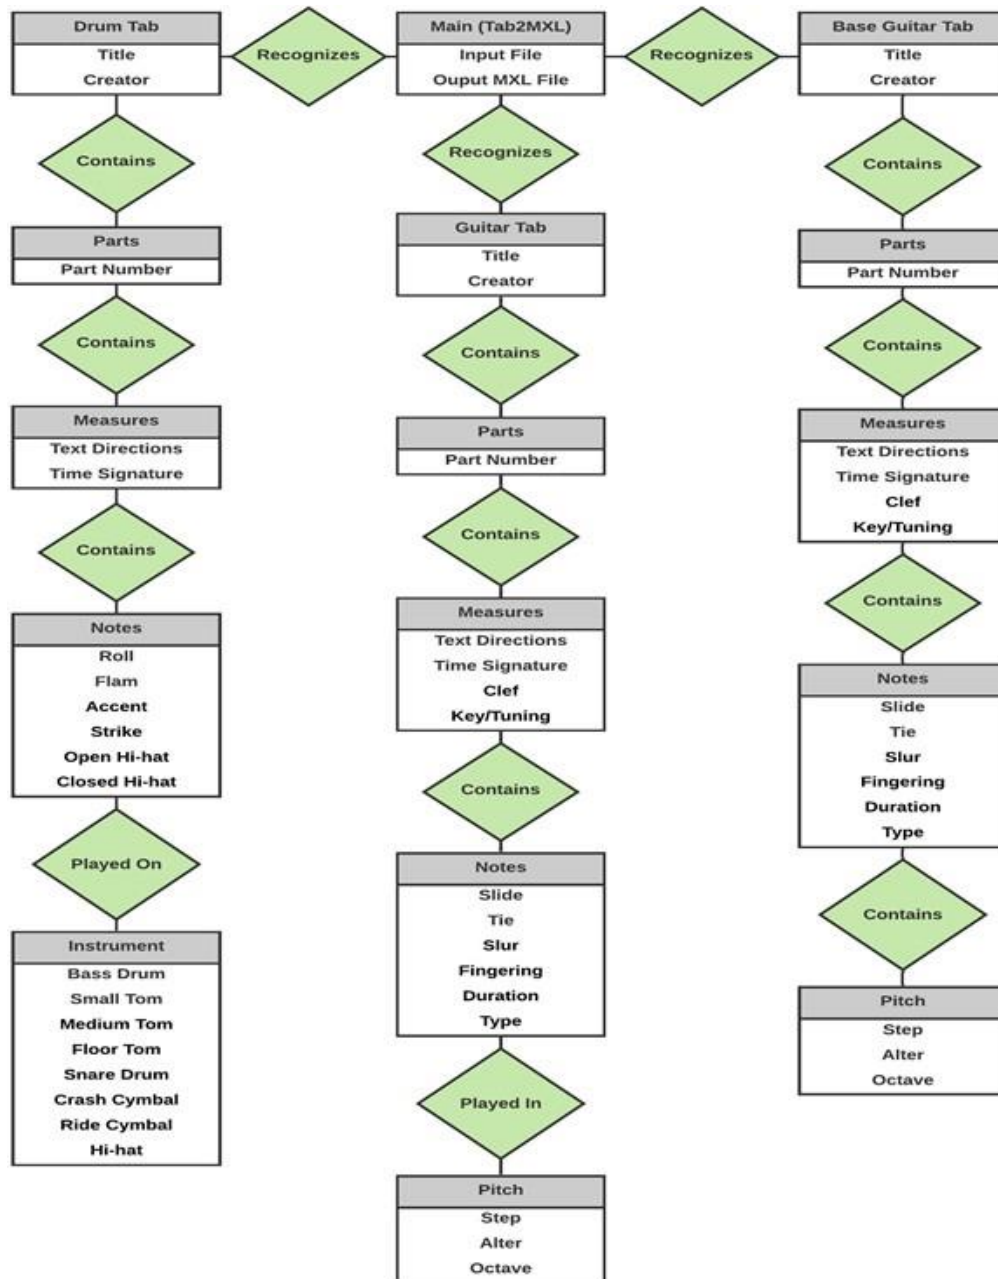 Drum Tab
Title
Creator
Recognizes
Main (Tab2MXL)
Input File
Ouput MXL File
Recognizes
Base Guitar Tab
Title
Creator
Contains
Parts
Part Number
Contains
Measures
Text Directions
Time Signature
Contains
Notes
Roll
Flam
Accent
Strike
Open Hi-hat
Closed Hi-hat
Played On
Instrument
Bass Drum
Small Tom
Medium Tom
Floor Tom
Snare Drum
Crash Cymbal
Ride Cymbal
Hi-hat
Recognizes
Guitar Tab
Title
Creator
Contains
Parts
Part Number
Contains
Measures
Text Directions
Time Signature
Clef
Key/Tuning
Contains
Notes
Slide
Tie
Slur
Fingering
Duration
Type
Played In
Pitch
Step
Alter
Octave
Contains
Parts
Part Number
Contains
Measures
Text Directions
Time Signature
Clef
Key/Tuning
Contains
Notes
Slide
Tie
Slur
Fingering
Duration
Type
Contains
Pitch
Step
Alter
Octave